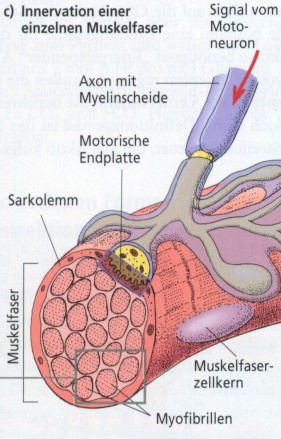 c) Innervation einer
einzelnen Muskelfaser
Signal vom
Moto-
neuron
Axon mit
Myelinscheide
Motorische
Endplatte
Sarkolemm
Muskelfaser
Muskelfaser-
zellkern
Myofibrillen